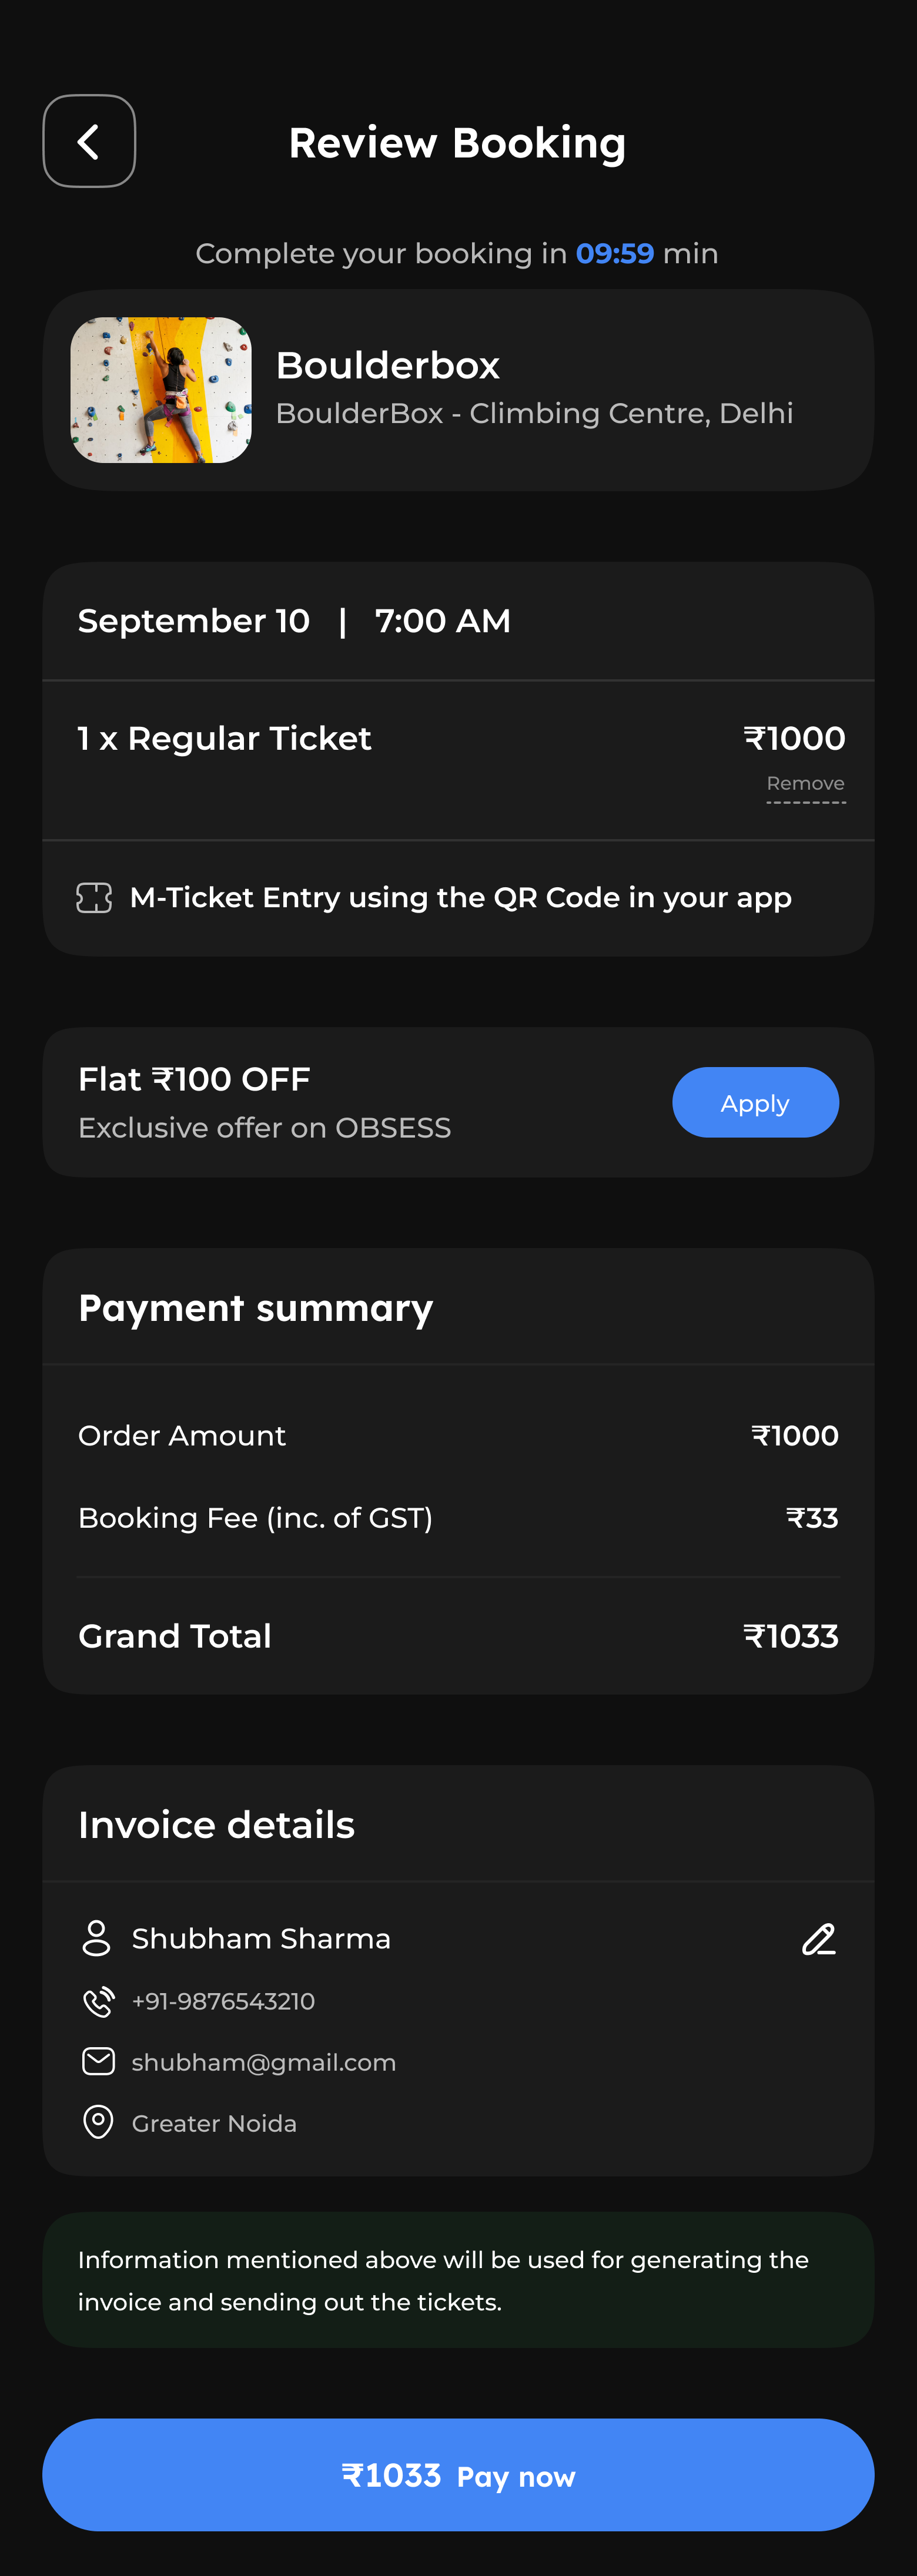 Review Booking
Complete your booking in 09:59 min
Boulderbox
BoulderBox - Climbing Centre, Delhi
September 10 | 7:00 AM
1 x Regular Ticket ₹1000
Remove
M-Ticket Entry using the QR Code in your app
Flat ₹100 OFF
Exclusive offer on OBSESS
Apply
Payment summary
Order Amount ₹1000
Booking Fee (inc. of GST) ₹33
Grand Total ₹1033
Invoice details
Shubham Sharma
+91-9876543210
shubham@gmail.com
Greater Noida
Information mentioned above will be used for generating the
invoice and sending out the tickets.
₹1033 Pay now